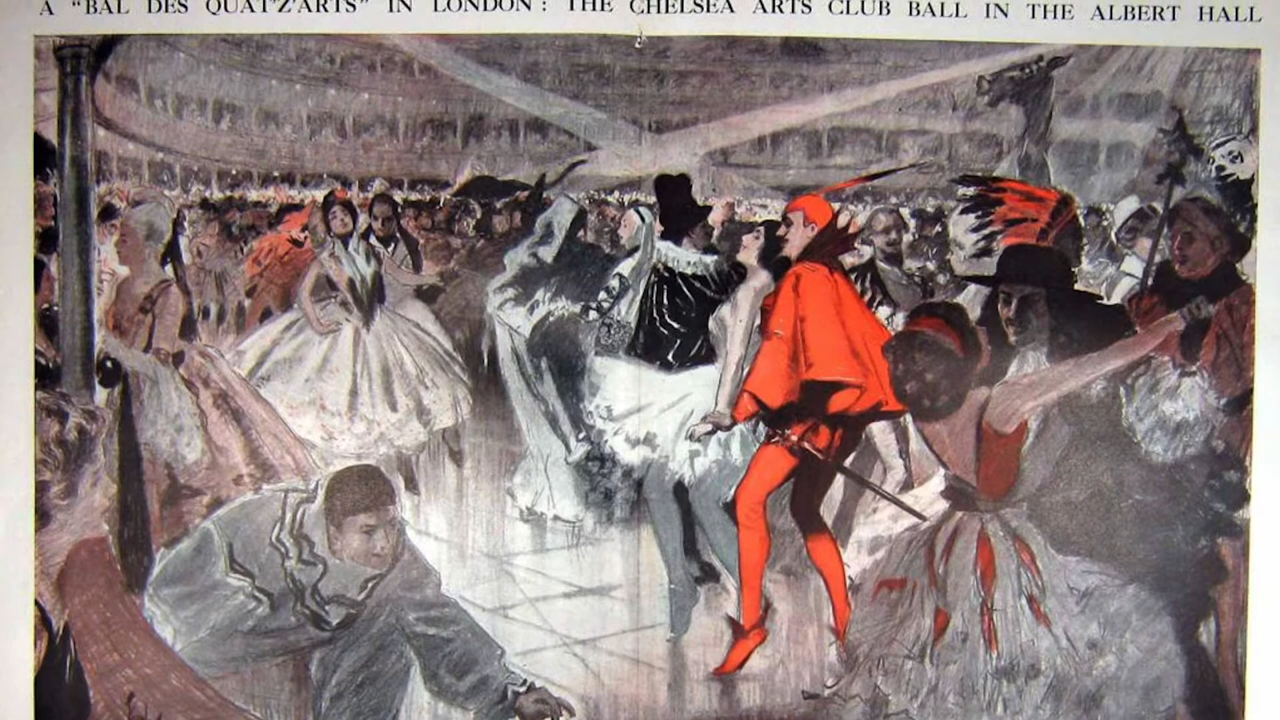 A "BAL DES QUAT'Z'ARTS" IN LONDON: THE CHELSEA ARTS CLUB BALL IN THE ALBERT HALL